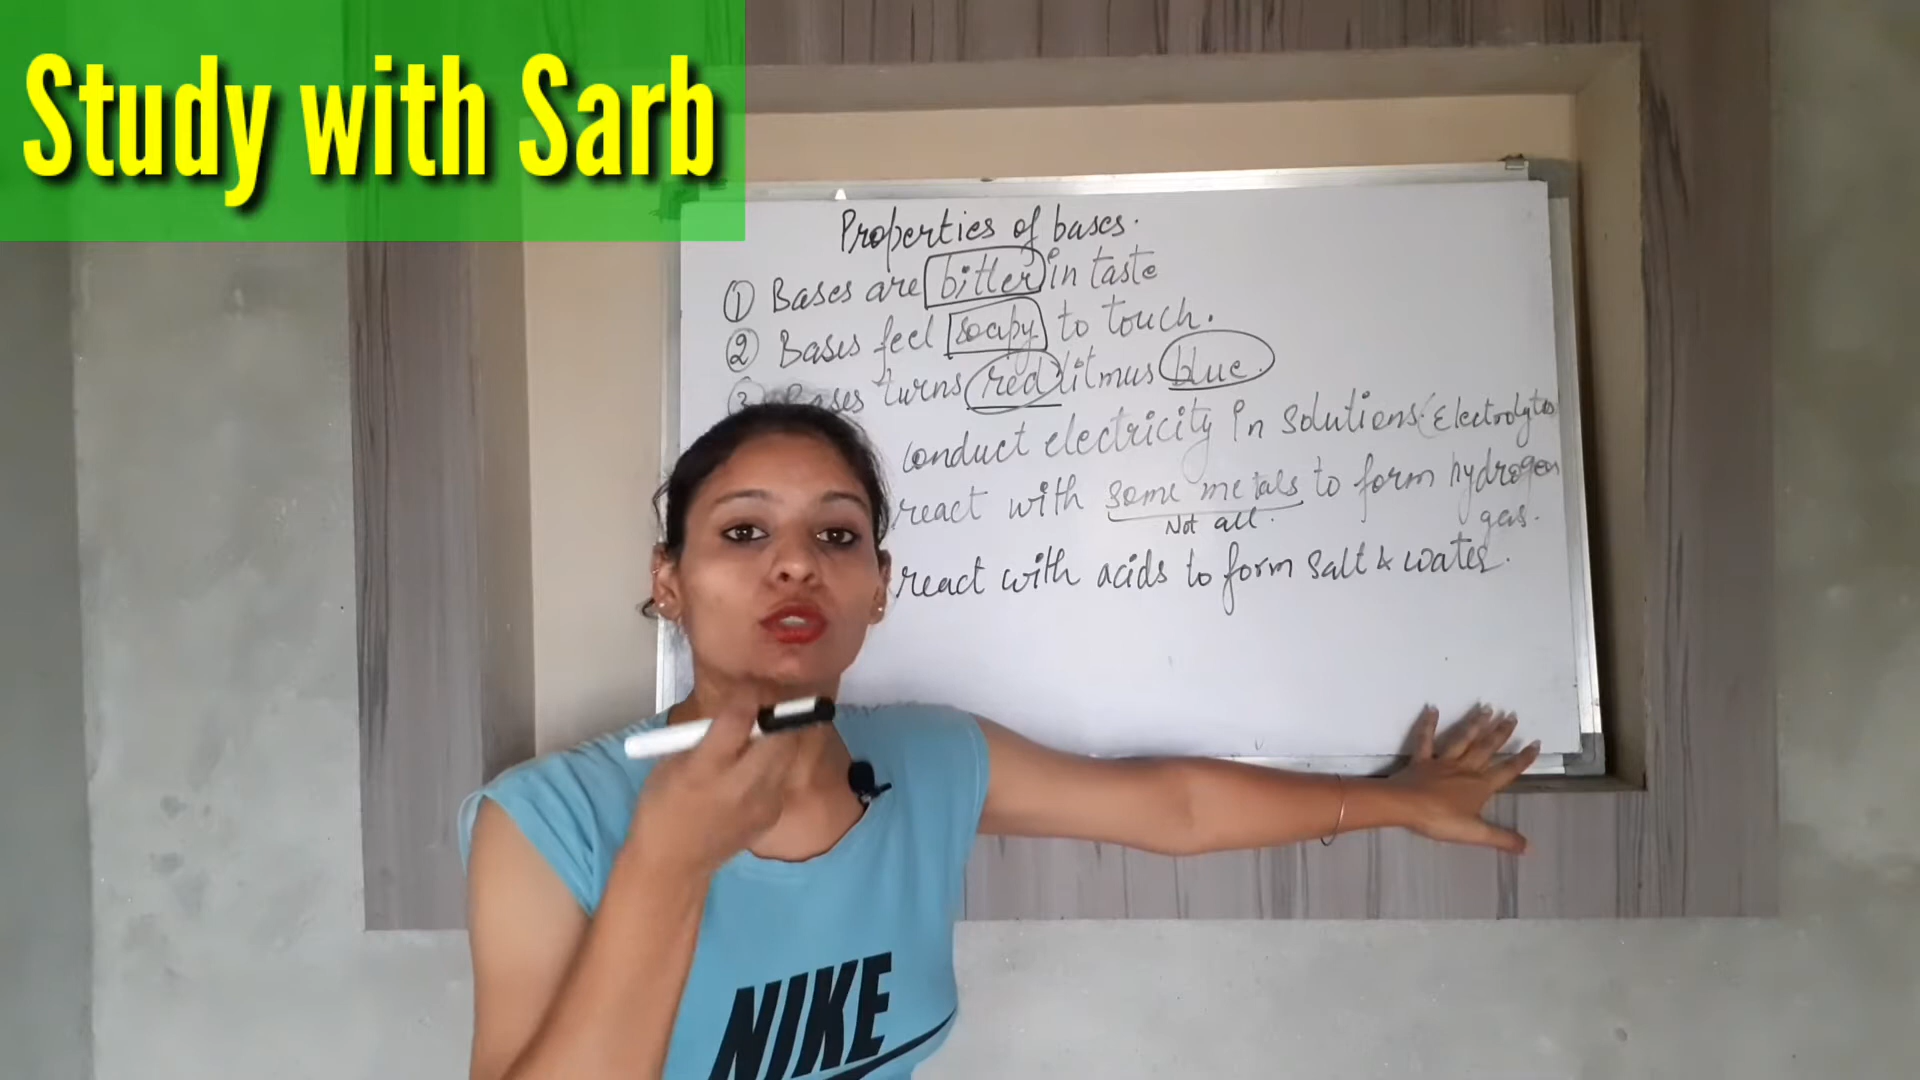 Study with Sarb
Properties of bases.
① Bases are bitter in taste
② Bases feel soapy to touch.
③ Bases turns red litmus blue.
conduct electricity in solutions (Electrolytes
react with some metals to form hydrogen
Not all.
gas.
react with acids to form salt & water.
NIKE